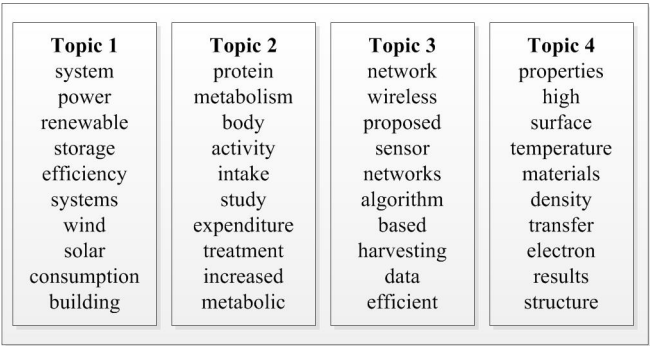 Topic 1
system
power
renewable
storage
efficiency
systems
wind
solar
consumption
building
Topic 2
protein
metabolism
body
activity
intake
study
expenditure
treatment
increased
metabolic
Topic 3
network
wireless
proposed
sensor
networks
algorithm
based
harvesting
data
efficient
Topic 4
properties
high
surface
temperature
materials
density
transfer
electron
results
structure